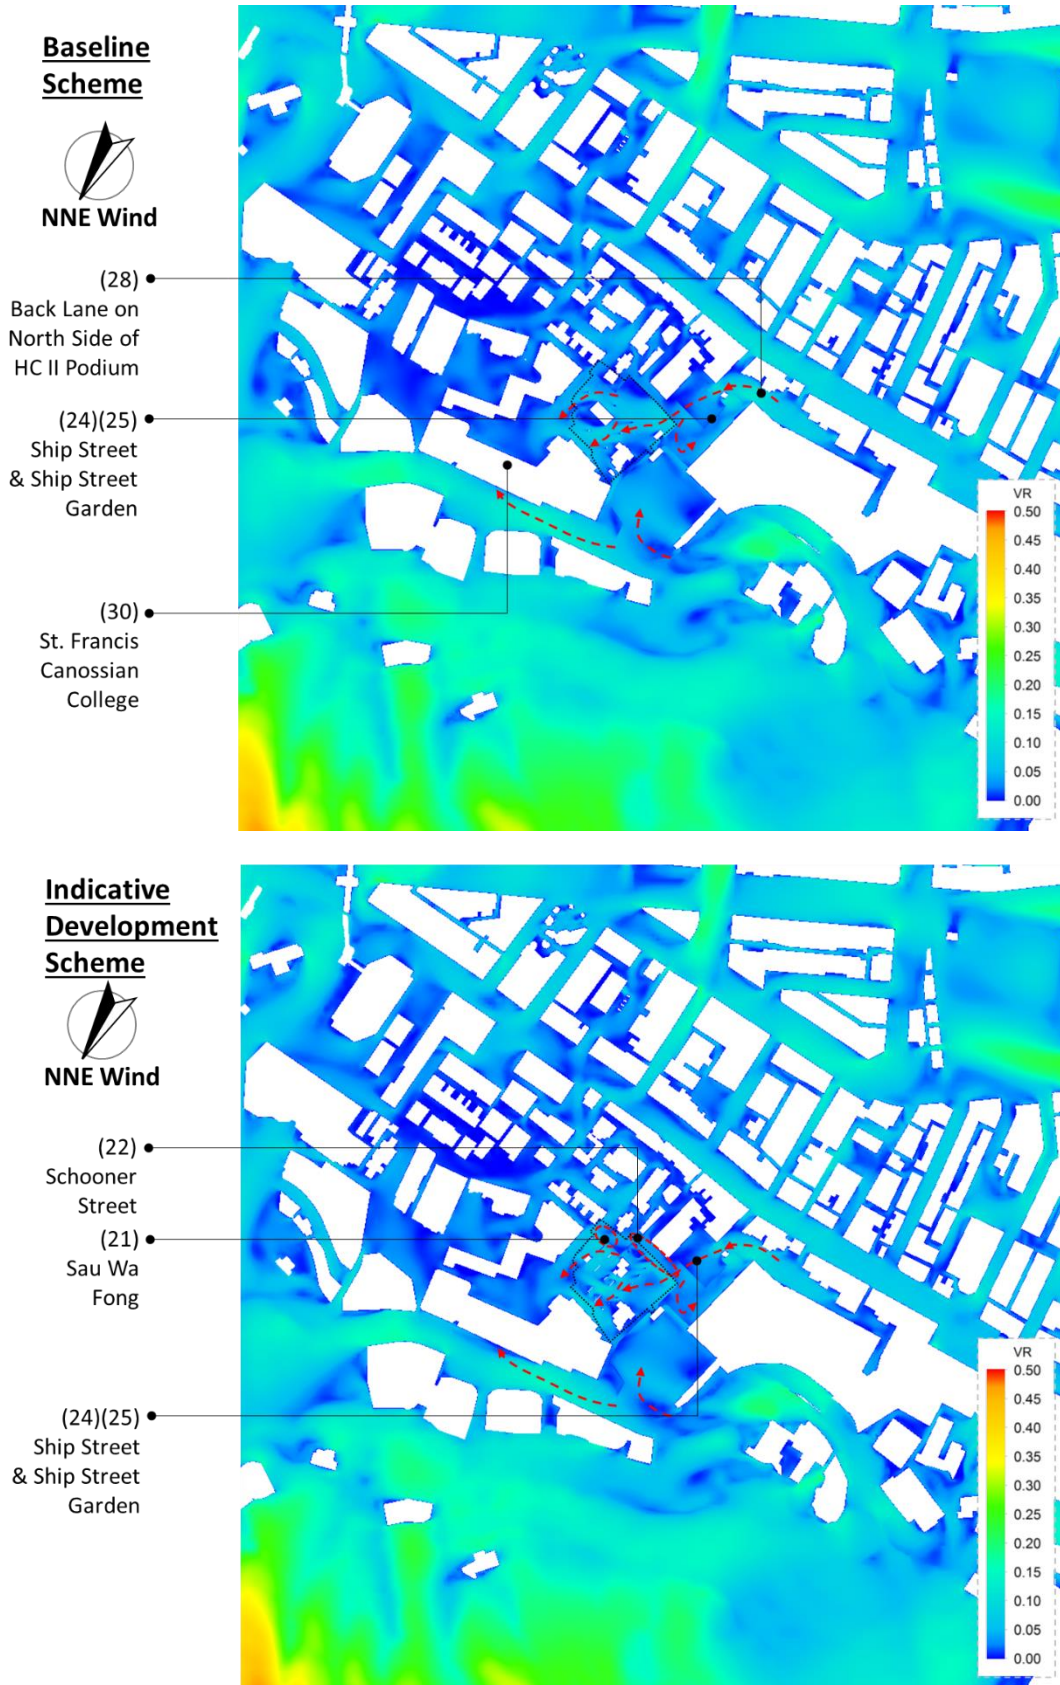 Baseline
Scheme
NNE Wind
(28)
Back Lane on
North Side of
HC II Podium
(24)(25)
Ship Street
& Ship Street
Garden
(30)
St. Francis
Canossian
College
VR
0.50
0.45
0.40
0.35
0.30
0.25
0.20
0.15
0.10
0.05
0.00
Indicative
Development
Scheme
NNE Wind
(22)
Schooner
Street
(21)
Sau Wa
Fong
(24)(25)
Ship Street
& Ship Street
Garden
VR
0.50
0.45
0.40
0.35
0.30
0.25
0.20
0.15
0.10
0.05
0.00